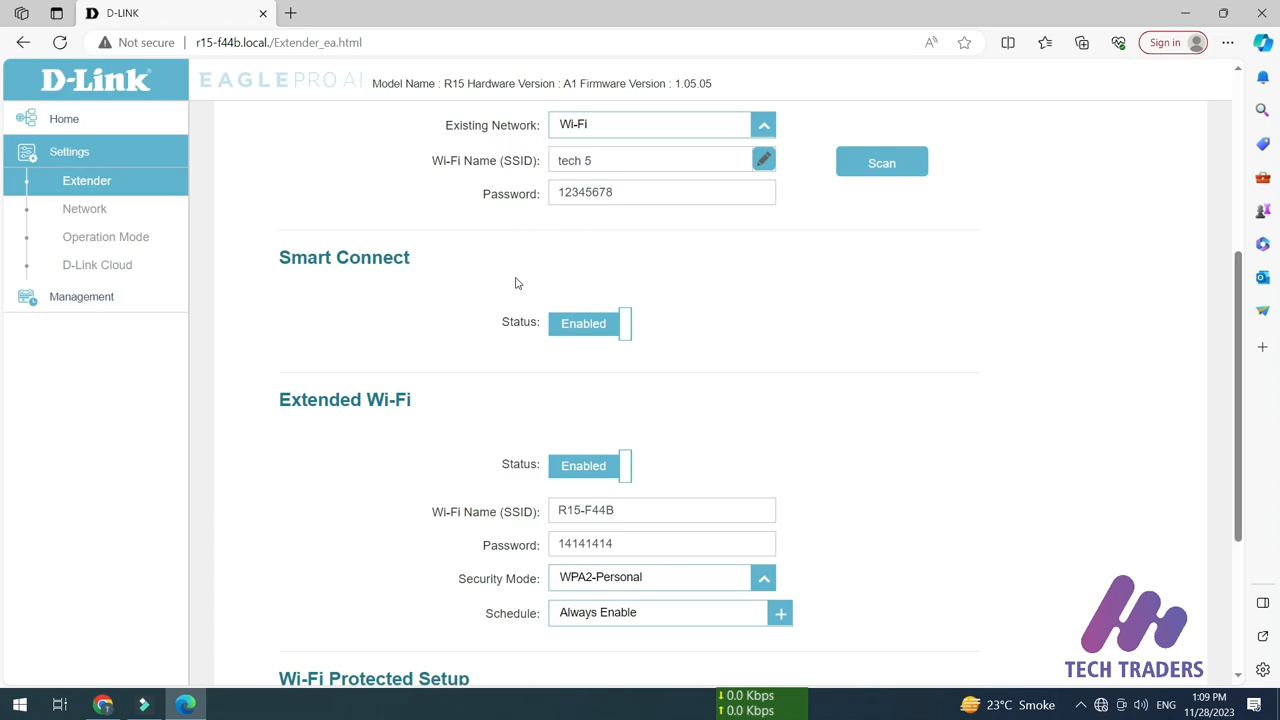 D-LINK
Not secure
r15-f44b.local./Extender_ea.html
Sign in
D-Link
EAGLE PRO AI
Model Name : R15 Hardware Version : A1 Firmware Version : 1.05.05
Home
Settings
Extender
Network
Operation Mode
D-Link Cloud
Management
Existing Network: Wi-Fi
Wi-Fi Name (SSID): tech 5
Scan
Password: 12345678
Smart Connect
Status: Enabled
Extended Wi-Fi
Status: Enabled
Wi-Fi Name (SSID): R15-F44B
Password: 14141414
Security Mode: WPA2-Personal
Schedule: Always Enable
Wi-Fi Protected Setup
TECH TRADERS
0.0 Kbps
0.0 Kbps
23°C Smoke
ENG
1:09 PM
11/28/2023